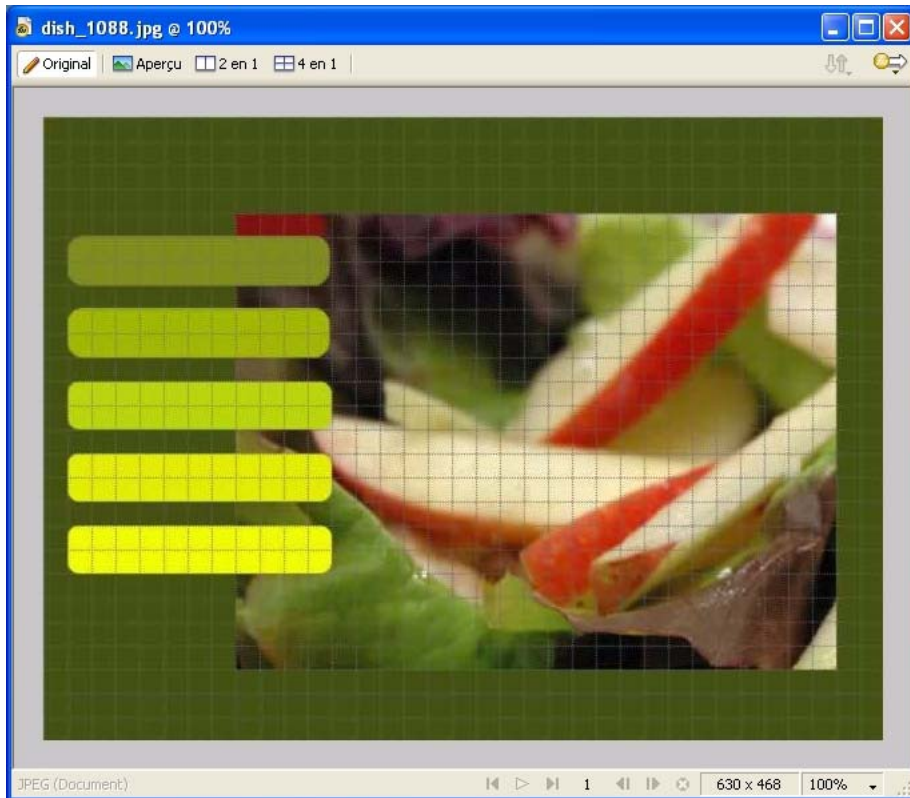 dish_1088.jpg @ 100%
Original Aperçu 2 en 1 4 en 1
JPEG (Document) 1 630 x 468 100%